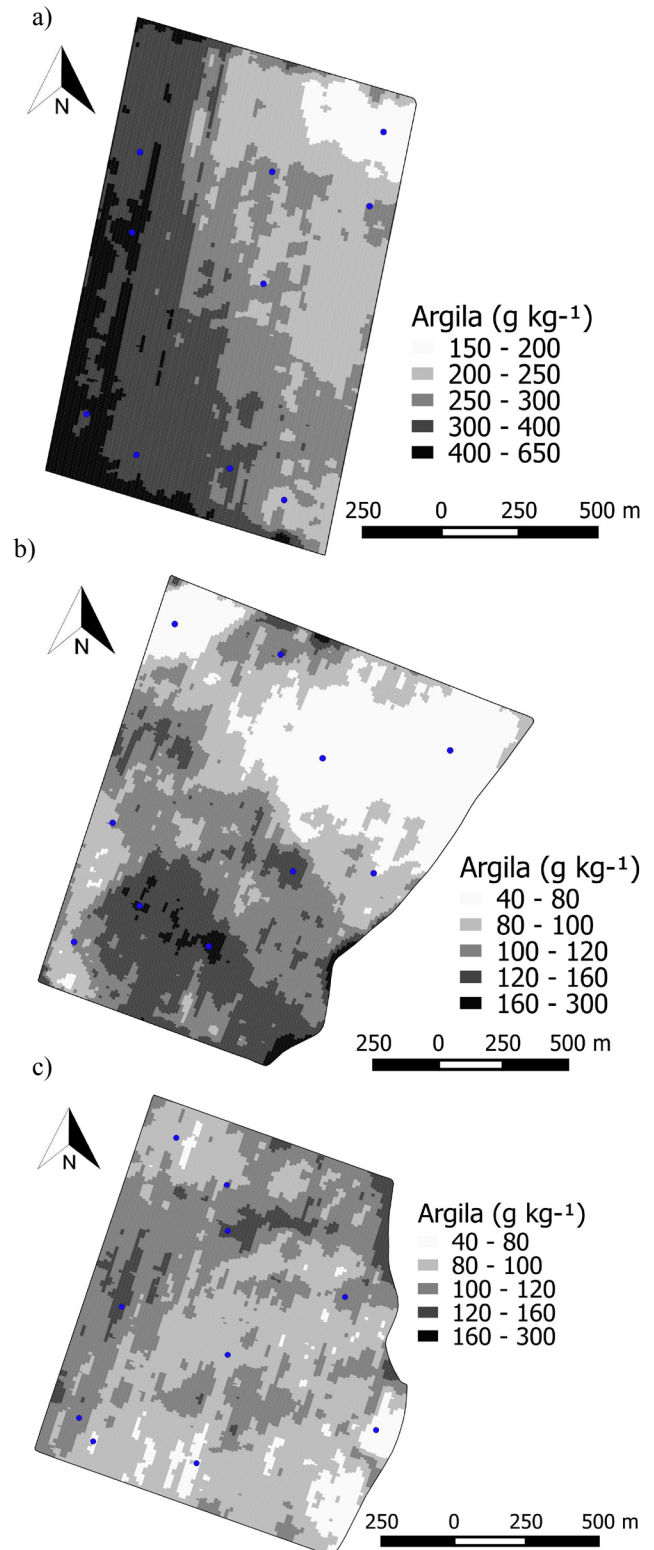 a)
N
Argila (g kg-¹)
150 - 200
200 - 250
250 - 300
300 - 400
400 - 650
250 0 250 500 m
b)
N
Argila (g kg-¹)
40 - 80
80 - 100
100 - 120
120 - 160
160 - 300
250 0 250 500 m
c)
N
Argila (g kg-¹)
40 - 80
80 - 100
100 - 120
120 - 160
160 - 300
250 0 250 500 m